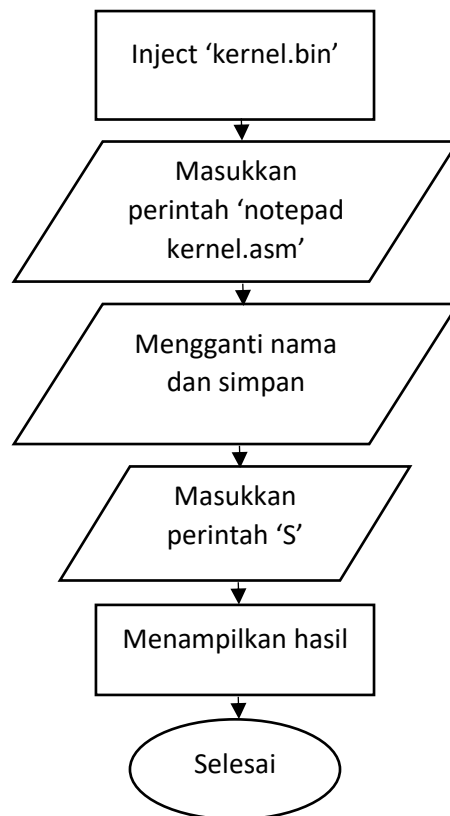 Inject ‘kernel.bin’
Masukkan
perintah ‘notepad
kernel.asm’
Mengganti nama
dan simpan
Masukkan
perintah ‘S’
Menampilkan hasil
Selesai